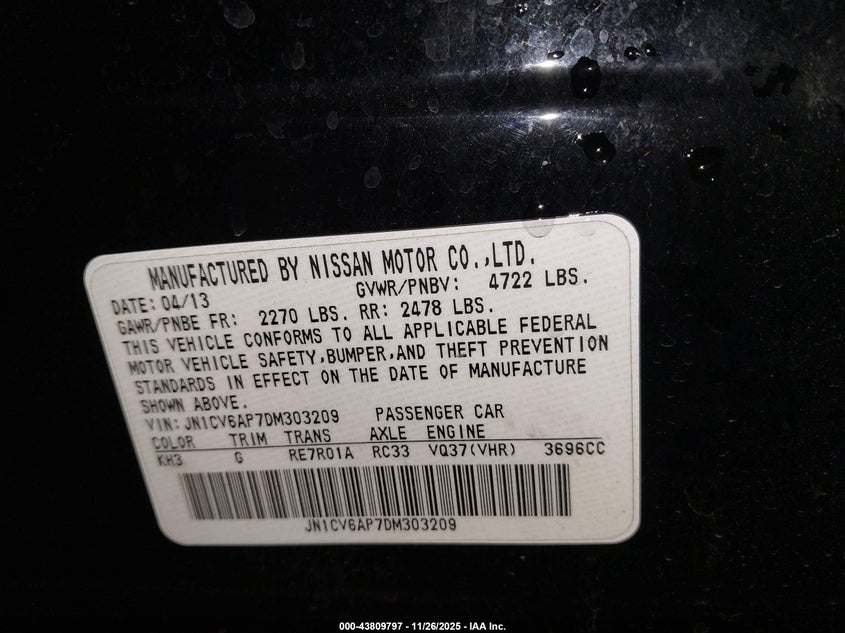 MANUFACTURED BY NISSAN MOTOR CO.,LTD.
DATE: 04/13 GVWR/PNBV: 4722 LBS.
GAWR/PNBE FR: 2270 LBS. RR: 2478 LBS.
THIS VEHICLE CONFORMS TO ALL APPLICABLE FEDERAL
MOTOR VEHICLE SAFETY,BUMPER,AND THEFT PREVENTION
STANDARDS IN EFFECT ON THE DATE OF MANUFACTURE
SHOWN ABOVE.
VIN: JN1CV6AP7DM303209 PASSENGER CAR
COLOR TRIM TRANS AXLE ENGINE
KH3 G RE7R01A RC33 VQ37(VHR) 3696CC
JN1CV6AP7DM303209
000-43809797 - 11/26/2025 - IAA Inc.